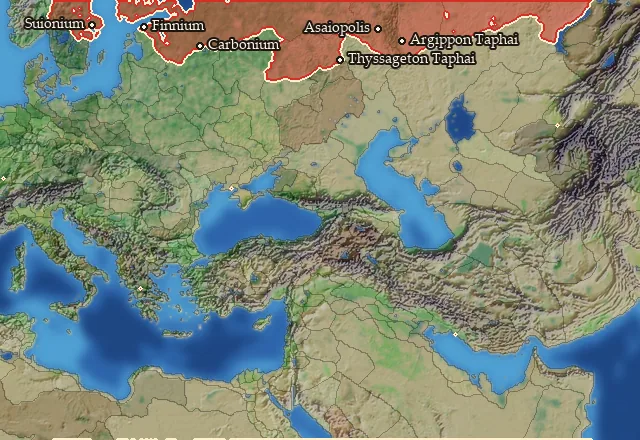 Suionium
Finnium
Carbonium
Asaiopolis
Argippon Taphai
Thyssageton Taphai